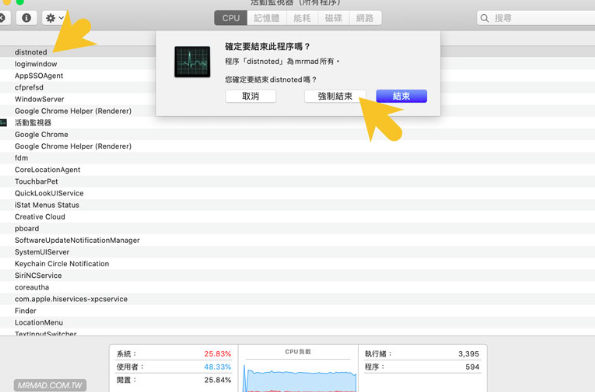 活動監視器（所有程序）
CPU
記憶體
能耗
磁碟
網路
搜尋
確定要結束此程序嗎？
程序「distnoted」為 mrmad 所有。
您確定要結束 distnoted 嗎？
取消
強制結束
結束
distnoted
loginwindow
AppSSOAgent
cfprefsd
WindowServer
Google Chrome Helper (Renderer)
活動監視器
Google Chrome
Google Chrome Helper (Renderer)
fdm
CoreLocationAgent
TouchbarPet
QuickLookUIService
iStat Menus Status
Creative Cloud
pboard
SoftwareUpdateNotificationManager
SystemUIServer
Keychain Circle Notification
SiriNCService
coreautha
com.apple.hiservices-xpcservice
Finder
LocationMenu
TextInputSwitcher
系統： 25.83%
使用者： 48.33%
閒置： 25.84%
CPU 負載
執行緒： 3,395
程序： 594
MRMAD.COM.TW